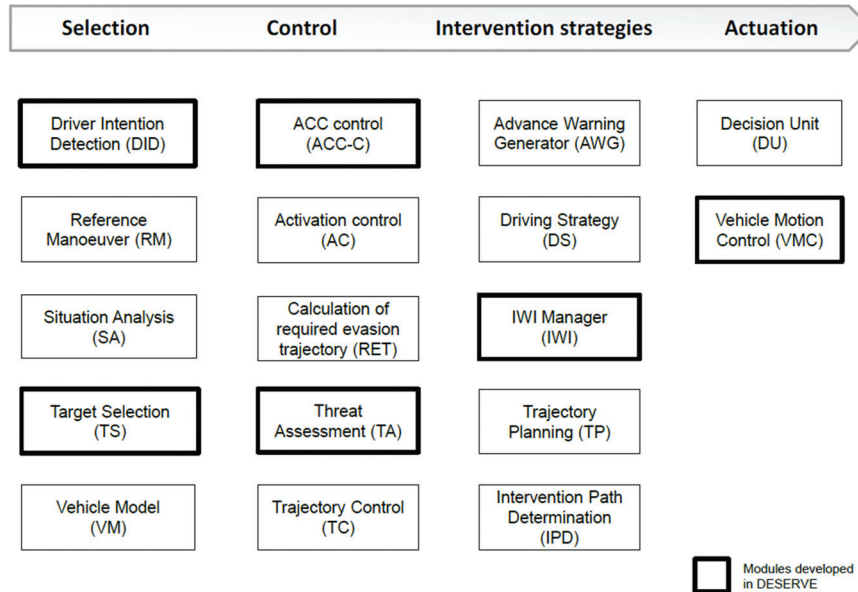 Selection
Control
Intervention strategies
Actuation
Driver Intention
Detection (DID)
ACC control
(ACC-C)
Advance Warning
Generator (AWG)
Decision Unit
(DU)
Reference
Manoeuver (RM)
Activation control
(AC)
Driving Strategy
(DS)
Vehicle Motion
Control (VMC)
Situation Analysis
(SA)
Calculation of
required evasion
trajectory (RET)
IWI Manager
(IWI)
Target Selection
(TS)
Threat
Assessment (TA)
Trajectory
Planning (TP)
Vehicle Model
(VM)
Trajectory Control
(TC)
Intervention Path
Determination
(IPD)
Modules developed
in DESERVE